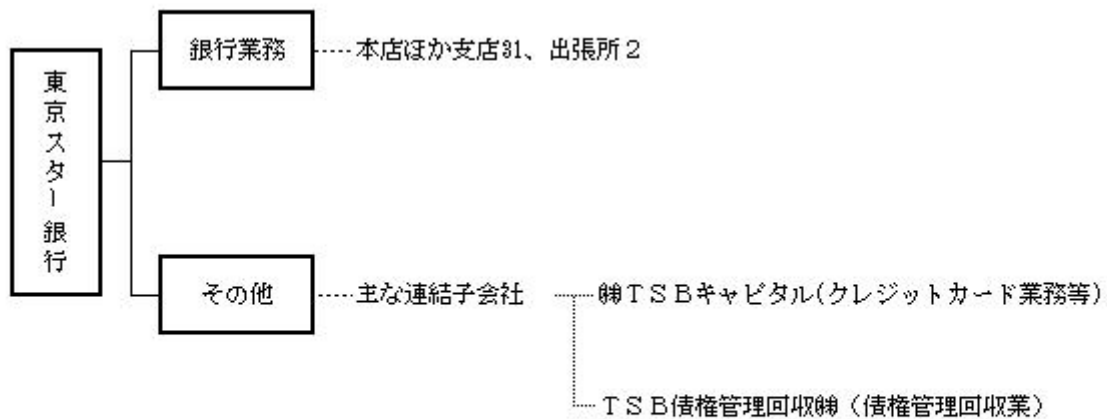 東京スター銀行
銀行業務
本店ほか支店31、出張所２
その他
主な連結子会社
㈱ＴＳＢキャピタル(クレジットカード業務等)
ＴＳＢ債権管理回収㈱（債権管理回収業）